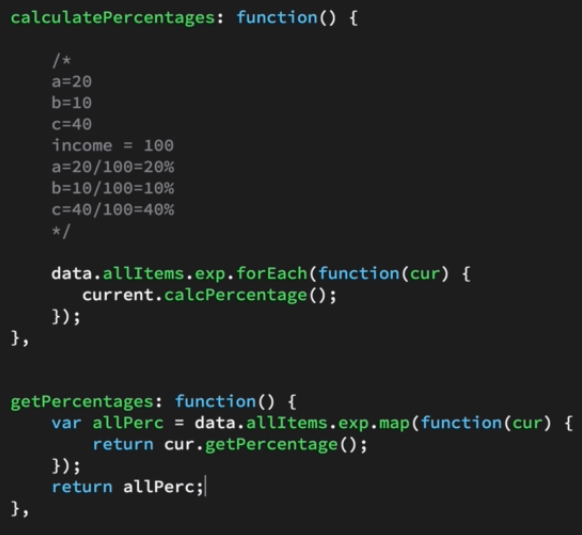 calculatePercentages: function() {
/*
a=20
b=10
c=40
income = 100
a=20/100=20%
b=10/100=10%
c=40/100=40%
*/
data.allItems.exp.forEach(function(cur) {
current.calcPercentage();
});
},
getPercentages: function() {
var allPerc = data.allItems.exp.map(function(cur) {
return cur.getPercentage();
});
return allPerc;
},